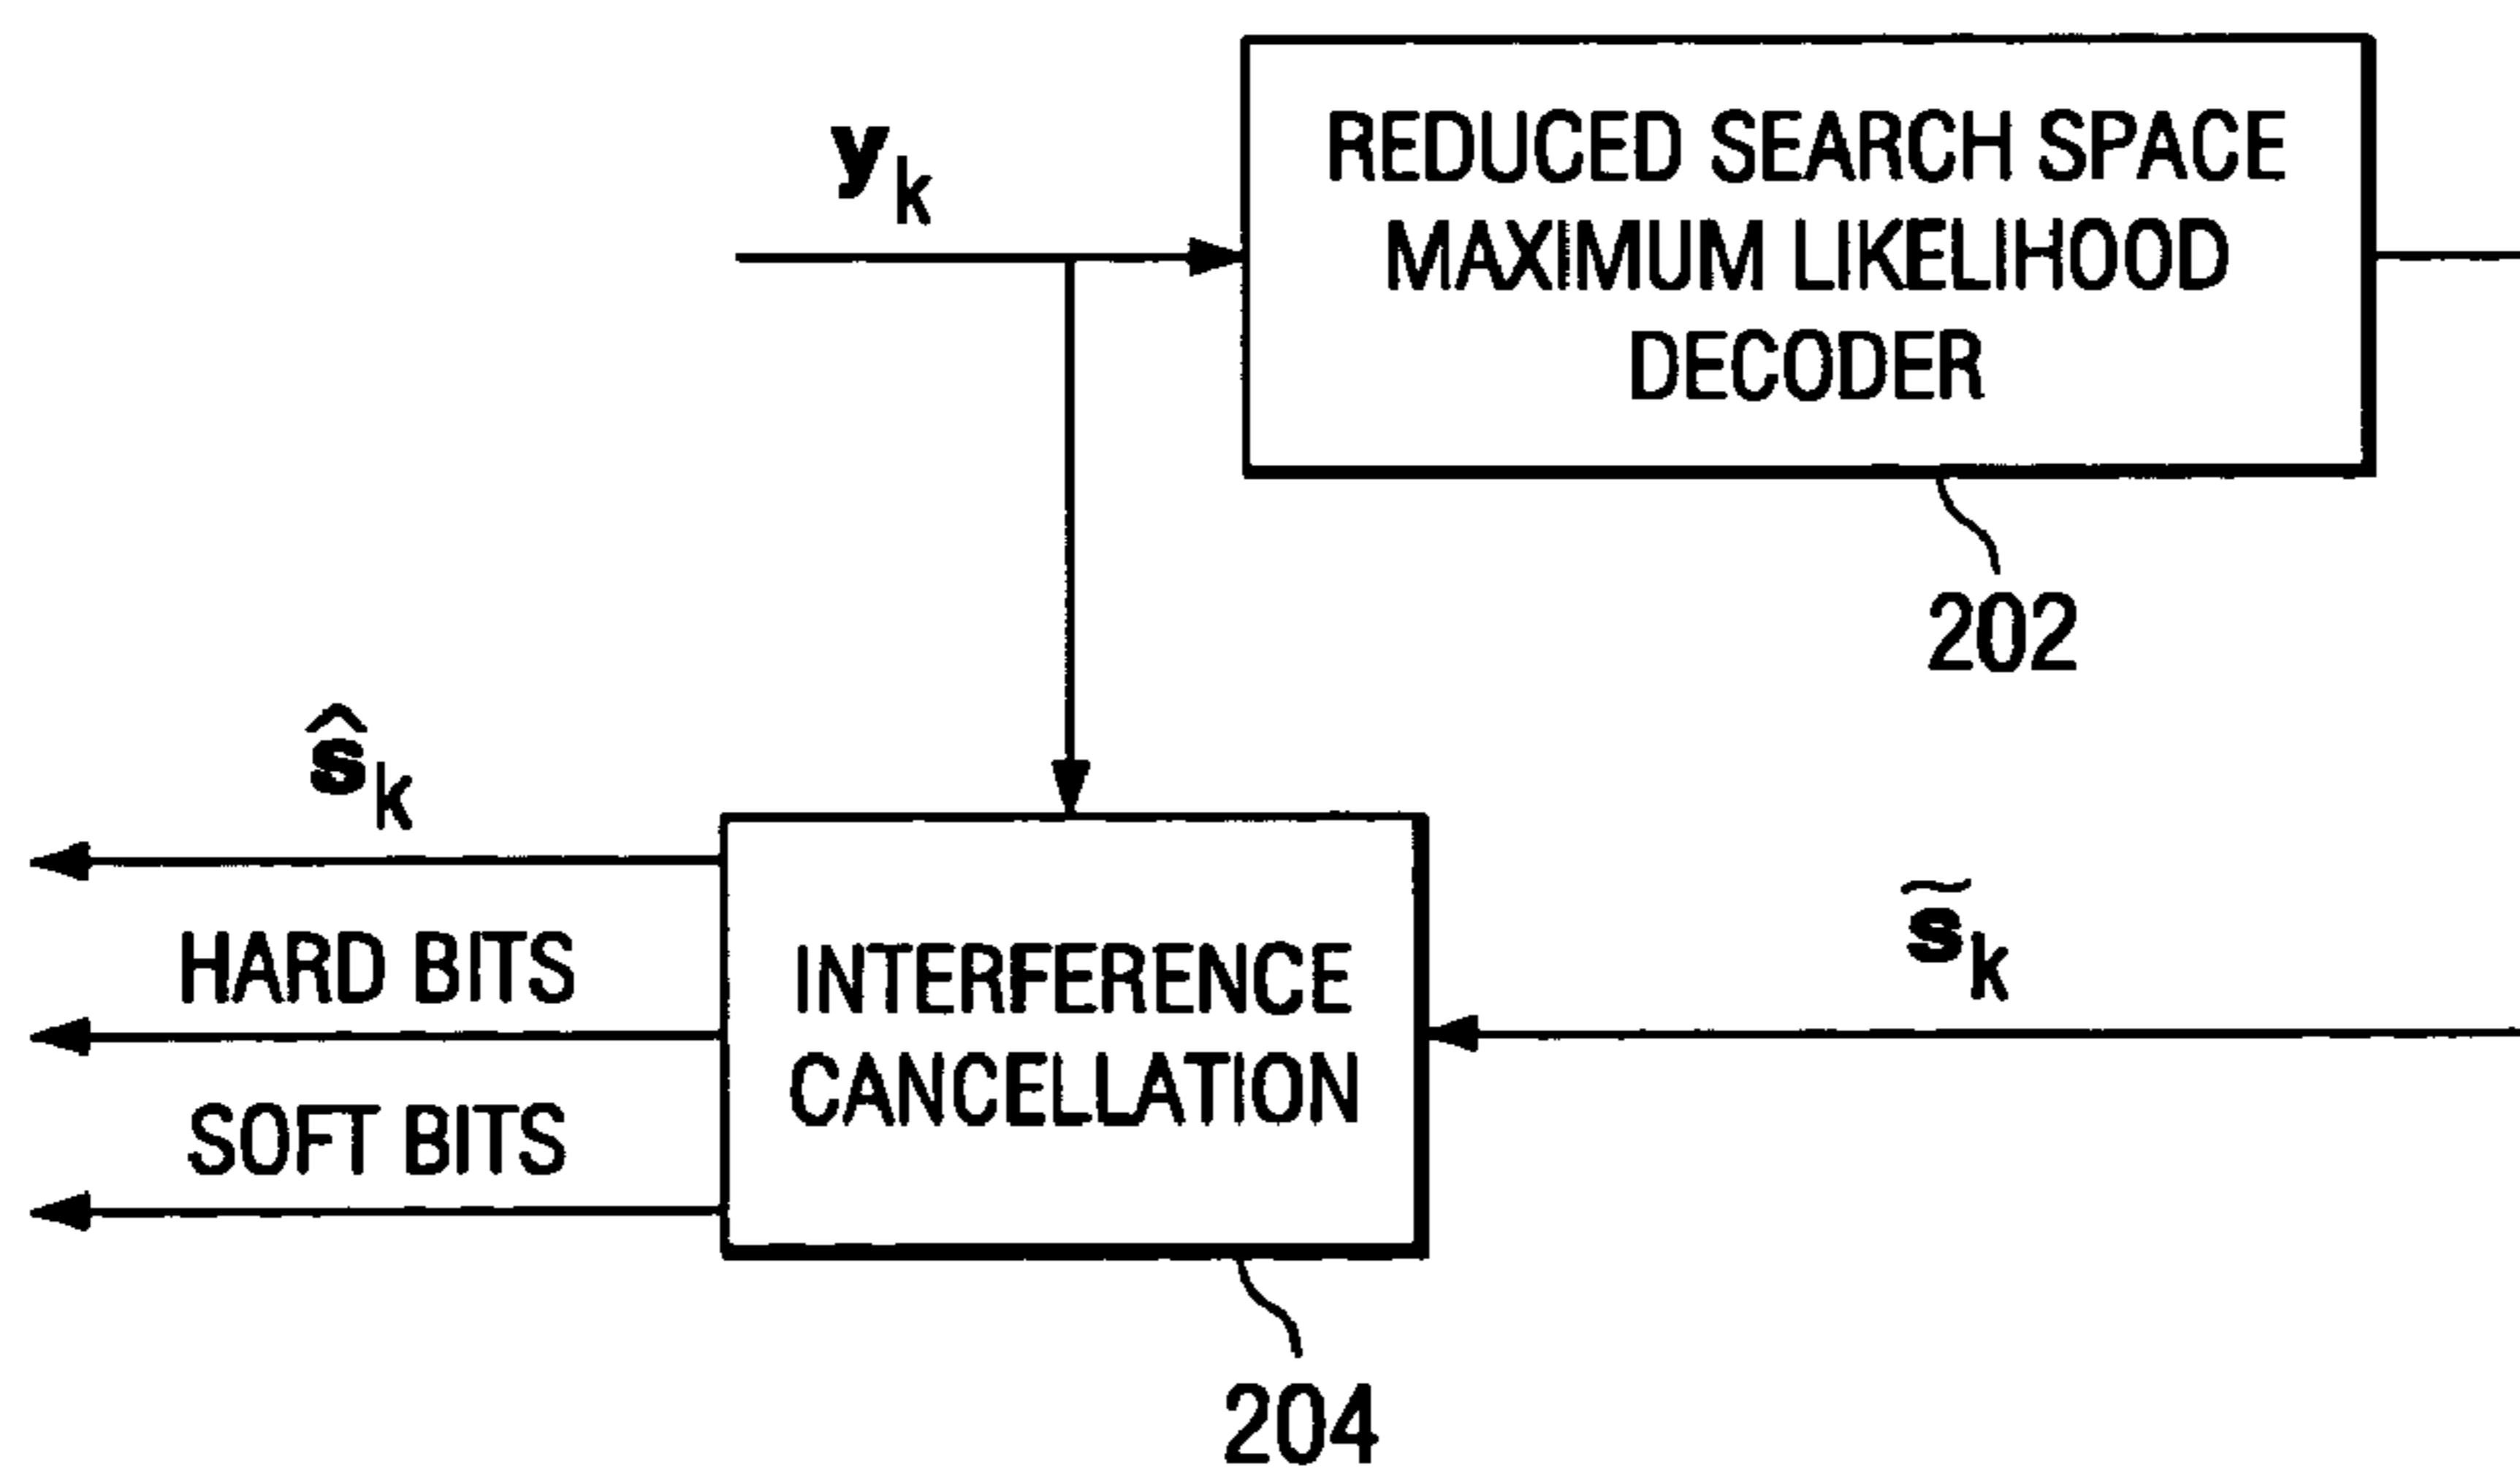 y_k
REDUCED SEARCH SPACE
MAXIMUM LIKELIHOOD
DECODER
202
ŝ_k
HARD BITS
SOFT BITS
INTERFERENCE
CANCELLATION
s̃_k
204